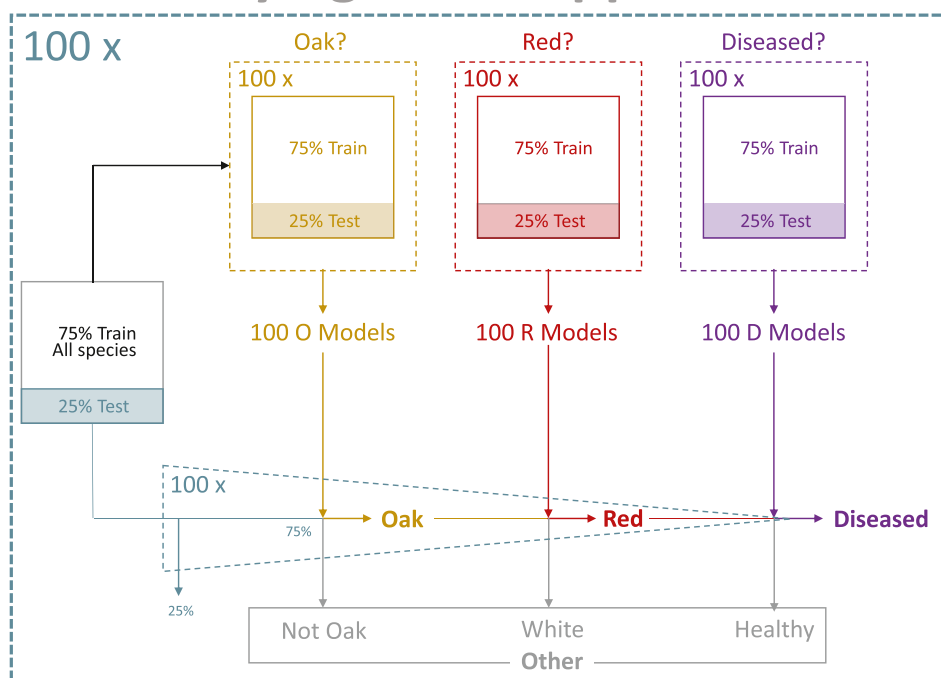 100 x
Oak?
Red?
Diseased?
100 x
100 x
100 x
75% Train
75% Train
75% Train
25% Test
25% Test
25% Test
100 O Models
100 R Models
100 D Models
75% Train
All species
25% Test
100 x
75%
Oak
Red
Diseased
25%
Not Oak
White
Healthy
Other